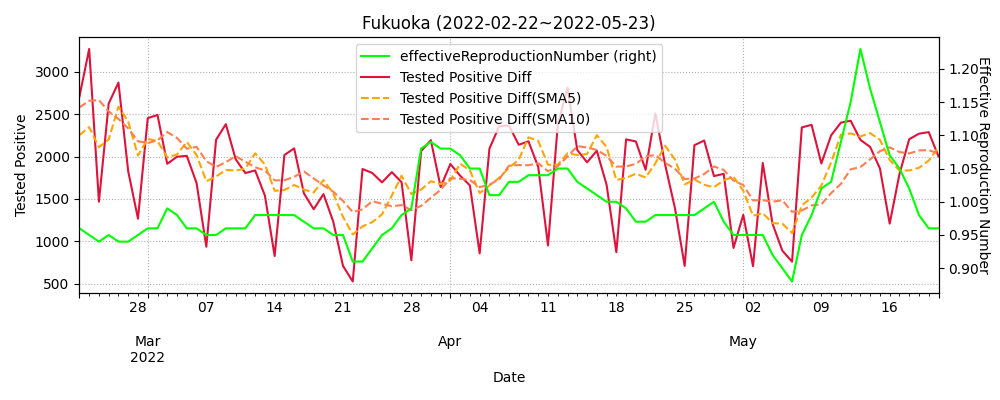 Fukuoka (2022-02-22~2022-05-23)
effectiveReproductionNumber (right)
Tested Positive Diff
Tested Positive Diff(SMA5)
Tested Positive Diff(SMA10)
Tested Positive
3000
2500
2000
1500
1000
500
1.20
1.15
1.10
1.05
1.00
0.95
0.90
Effective Reproduction Number
28 07 14 21 28 04 11 18 25 02 09 16
Mar Apr May
2022
Date